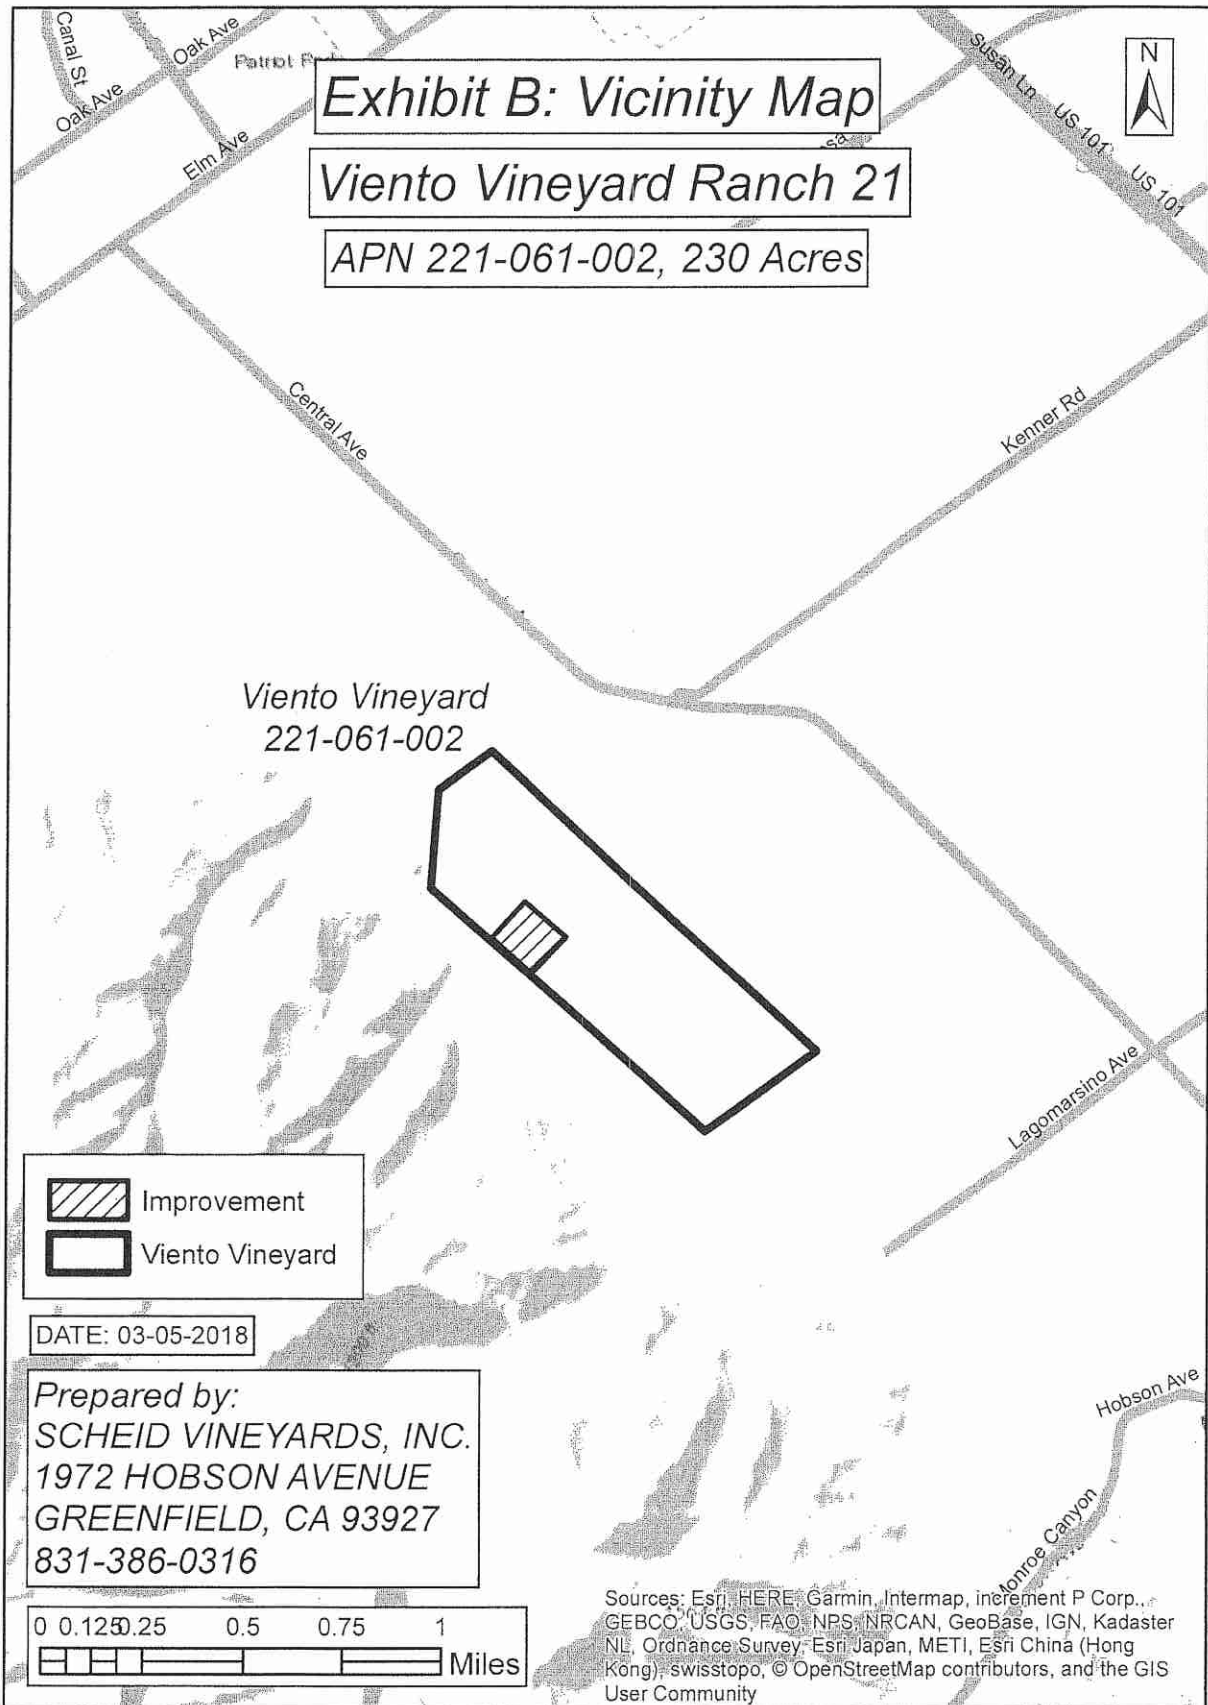 Canal St
Oak Ave
Oak Ave
Elm Ave
Exhibit B: Vicinity Map
Viento Vineyard Ranch 21
APN 221-061-002, 230 Acres
Susan Ln
US 101
US 101
N
Central Ave
Kenner Rd
Viento Vineyard
221-061-002
Lagomarsino Ave
Improvement
Viento Vineyard
DATE: 03-05-2018
Prepared by:
SCHEID VINEYARDS, INC.
1972 HOBSON AVENUE
GREENFIELD, CA 93927
831-386-0316
Hobson Ave
Monroe Canyon
0 0.125 0.25 0.5 0.75 1
Miles
Sources: Esri, HERE, Garmin, Intermap, increment P Corp.,
GEBCO, USGS, FAO, NPS, NRCAN, GeoBase, IGN, Kadaster
NL, Ordnance Survey, Esri Japan, METI, Esri China (Hong
Kong), swisstopo, © OpenStreetMap contributors, and the GIS
User Community